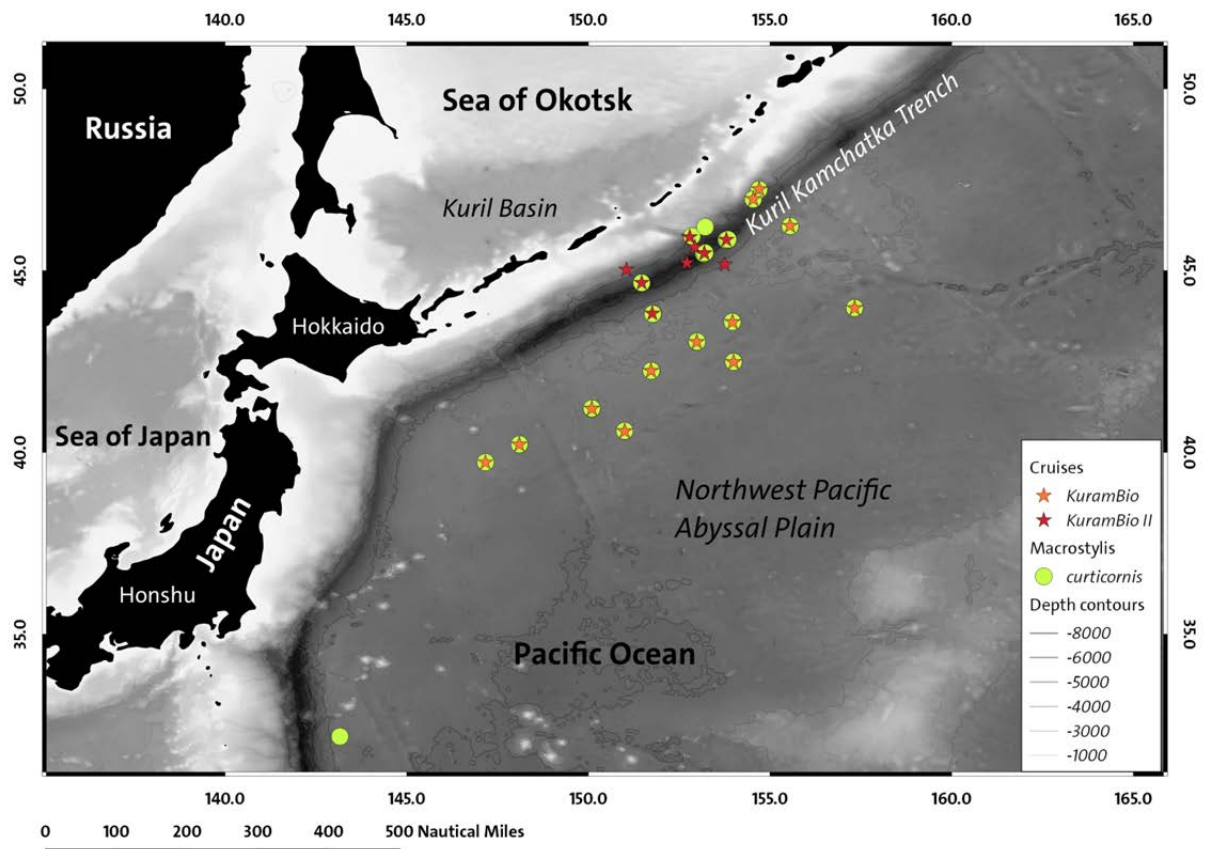 140.0 145.0 150.0 155.0 160.0 165.0
50.0
50.0
Sea of Okotsk
Russia
Kuril Kamchatka Trench
Kuril Basin
45.0
45.0
Hokkaido
Sea of Japan
40.0
40.0
Northwest Pacific
Abyssal Plain
Japan
Honshu
35.0
35.0
Pacific Ocean
Cruises
KuramBio
KuramBio II
Macrostylis
curticornis
Depth contours
-8000
-6000
-5000
-4000
-3000
-1000
140.0 145.0 150.0 155.0 160.0 165.0
0 100 200 300 400 500 Nautical Miles